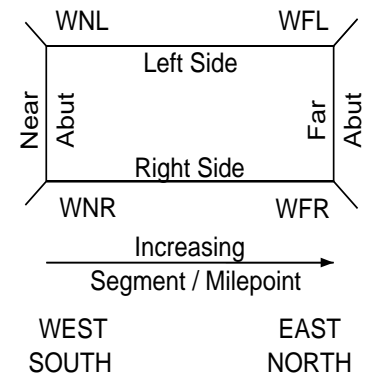 WNL WFL
Left Side
Near Abut Far Abut
Right Side
WNR WFR
Increasing
Segment / Milepoint
WEST EAST
SOUTH NORTH